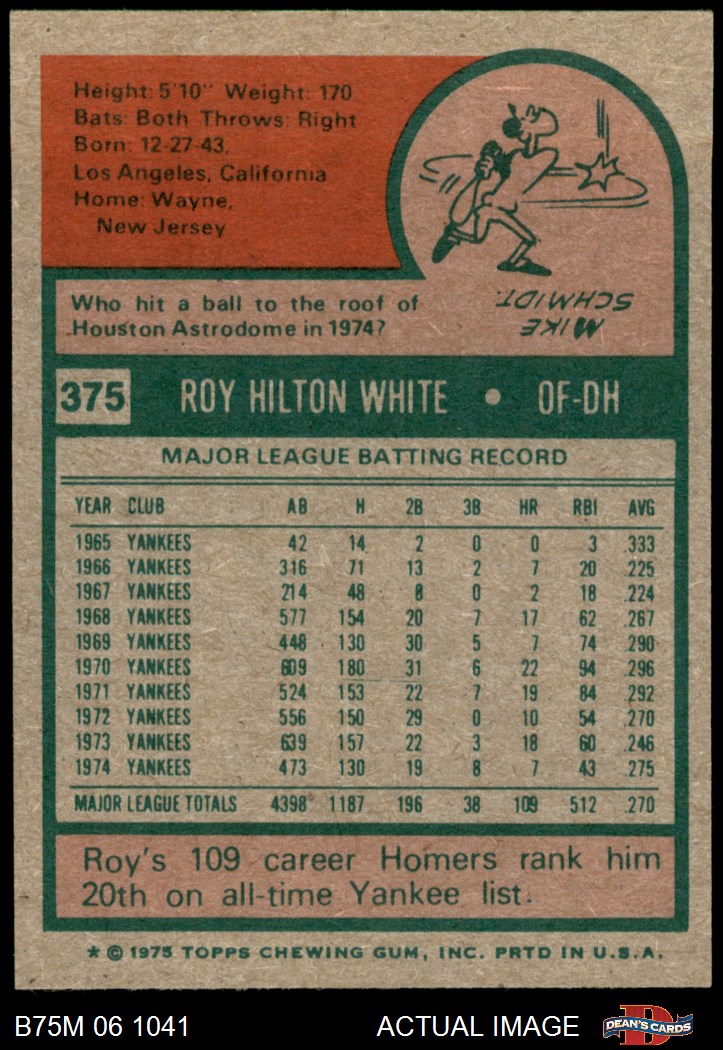 Height: 5'10" Weight: 170
Bats: Both Throws: Right
Born: 12-27-43,
Los Angeles, California
Home: Wayne,
New Jersey
Who hit a ball to the roof of
Houston Astrodome in 1974?
MIKE
SCHMIDT.
375 ROY HILTON WHITE • OF-DH
MAJOR LEAGUE BATTING RECORD
YEAR CLUB AB H 2B 3B HR RBI AVG
1965 YANKEES 42 14 2 0 0 3 .333
1966 YANKEES 316 71 13 2 7 20 .225
1967 YANKEES 214 48 8 0 2 18 .224
1968 YANKEES 577 154 20 7 17 62 .267
1969 YANKEES 448 130 30 5 7 74 .290
1970 YANKEES 609 180 31 6 22 94 .296
1971 YANKEES 524 153 22 7 19 84 .292
1972 YANKEES 556 150 29 0 10 54 .270
1973 YANKEES 639 157 22 3 18 60 .246
1974 YANKEES 473 130 19 8 7 43 .275
MAJOR LEAGUE TOTALS 4398 1187 196 38 109 512 .270
Roy's 109 career Homers rank him
20th on all-time Yankee list.
* © 1975 TOPPS CHEWING GUM, INC. PRTD IN U.S.A.
B75M 06 1041 ACTUAL IMAGE D DEAN'S CARDS